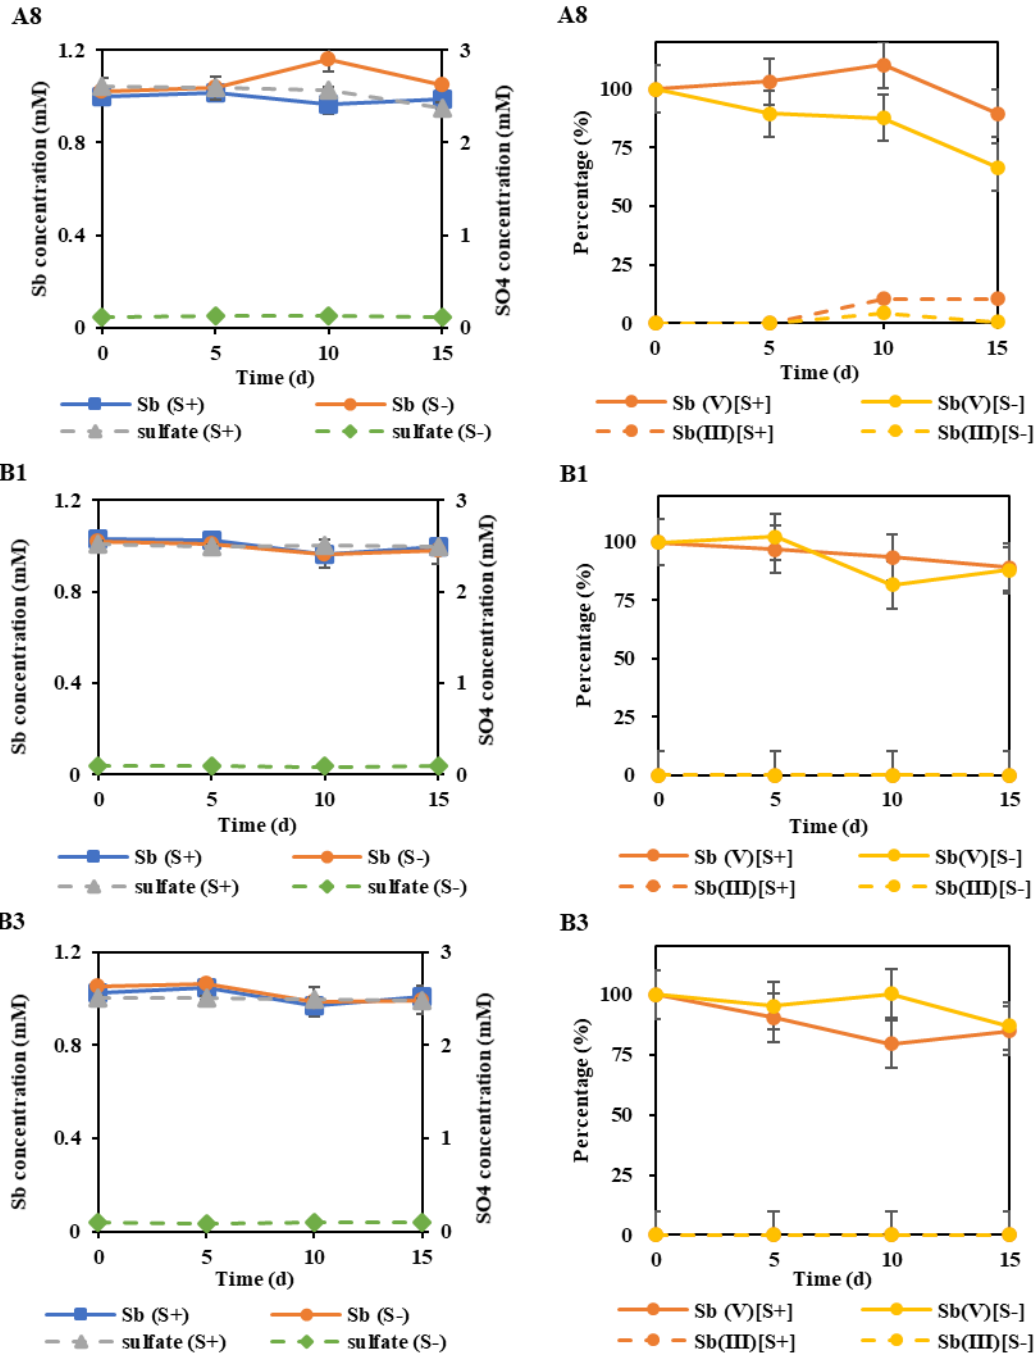 A8
1.2
0.8
0.4
0
3
2
1
0
0 5 10 15
Sb concentration (mM)
SO4 concentration (mM)
Time (d)
Sb (S+) Sb (S-)
sulfate (S+) sulfate (S-)
A8
100
75
50
25
0
0 5 10 15
Percentage (%)
Time (d)
Sb (V)[S+] Sb(V)[S-]
Sb(III)[S+] Sb(III)[S-]
B1
1.2
0.8
0.4
0
3
2
1
0
0 5 10 15
Sb concentration (mM)
SO4 concentration (mM)
Time (d)
Sb (S+) Sb (S-)
sulfate (S+) sulfate (S-)
B1
100
75
50
25
0
0 5 10 15
Percentage (%)
Time (d)
Sb (V)[S+] Sb(V)[S-]
Sb(III)[S+] Sb(III)[S-]
B3
1.2
0.8
0.4
0
3
2
1
0
0 5 10 15
Sb concentration (mM)
SO4 concentration (mM)
Time (d)
Sb (S+) Sb (S-)
sulfate (S+) sulfate (S-)
B3
100
75
50
25
0
0 5 10 15
Percentage (%)
Time (d)
Sb (V)[S+] Sb(V)[S-]
Sb(III)[S+] Sb(III)[S-]